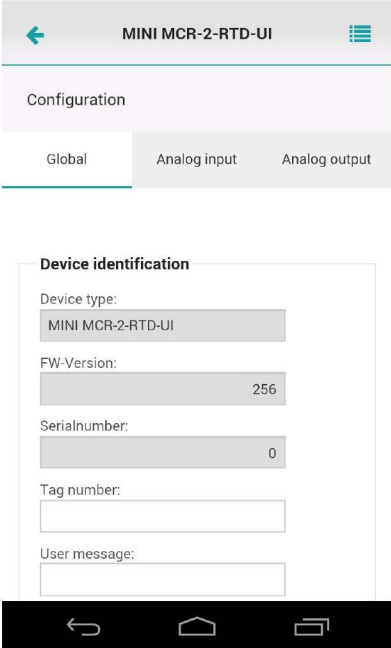 MINI MCR-2-RTD-UI
Configuration
Global Analog input Analog output
Device identification
Device type:
MINI MCR-2-RTD-UI
FW-Version:
256
Serialnumber:
0
Tag number:
User message: